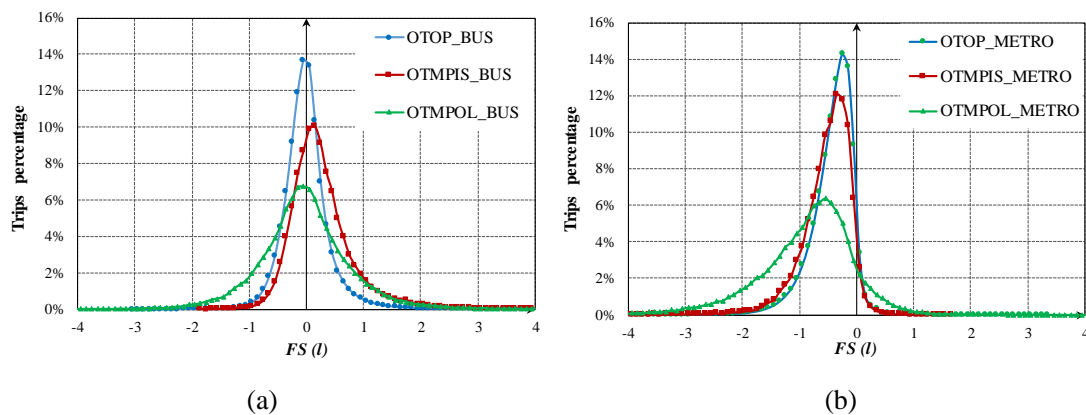 16%
14%
12%
10%
8%
6%
4%
2%
0%
Trips percentage
-4 -3 -2 -1 0 1 2 3 4
FS (l)
OTOP_BUS
OTMPIS_BUS
OTMPOL_BUS
(a)
16%
14%
12%
10%
8%
6%
4%
2%
0%
Trips percentage
-4 -3 -2 -1 0 1 2 3 4
FS (l)
OTOP_METRO
OTMPIS_METRO
OTMPOL_METRO
(b)